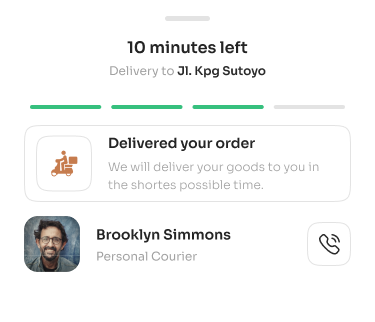 10 minutes left
Delivery to Jl. Kpg Sutoyo
Delivered your order
We will deliver your goods to you in
the shortes possible time.
Brooklyn Simmons
Personal Courier